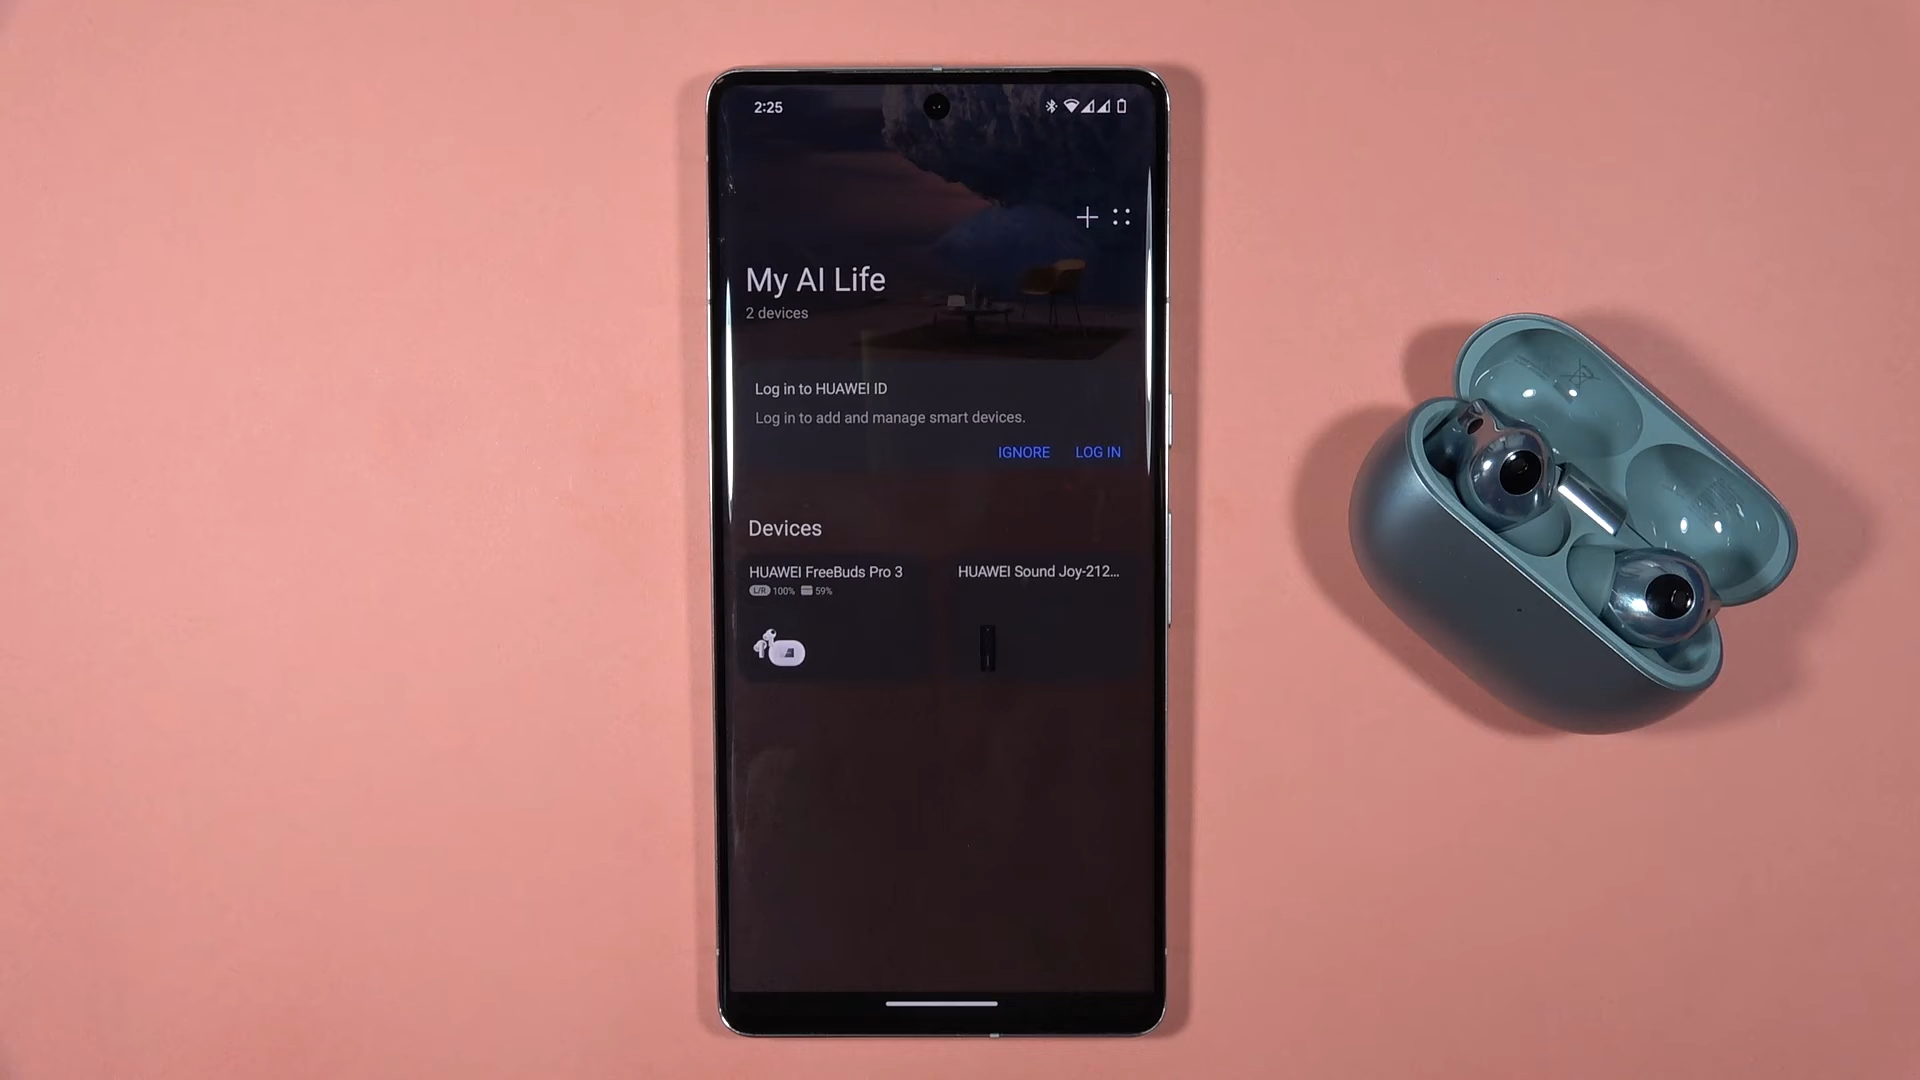 2:25
My AI Life
2 devices
Log in to HUAWEI ID
Log in to add and manage smart devices.
IGNORE LOG IN
Devices
HUAWEI FreeBuds Pro 3
L/R 100% 59%
HUAWEI Sound Joy-212...